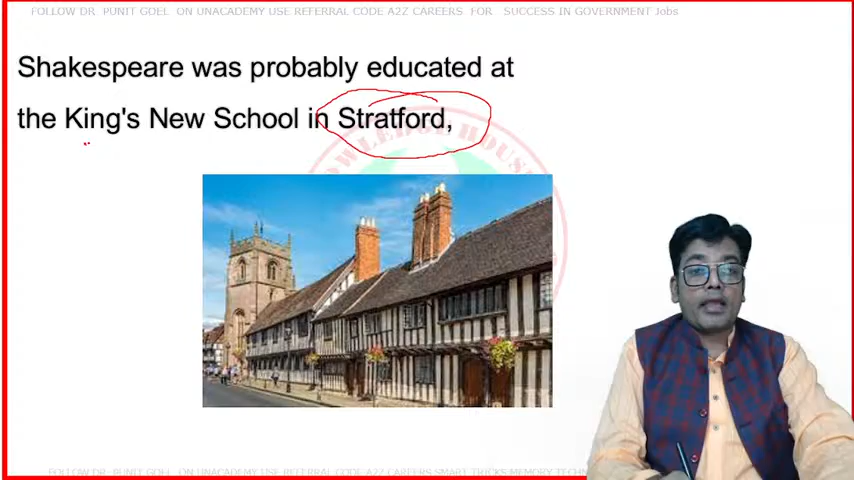 FOLLOW DR PUNIT GOEL ON UNACADEMY USE REFERRAL CODE A2Z CAREERS FOR SUCCESS IN GOVERNMENT Jobs
Shakespeare was probably educated at
the King's New School in Stratford,
KNOWLEDGE HOUSE
FOLLOW DR. PUNIT GOEL ON UNACADEMY USE REFERRAL CODE A2Z CAREERS SMART TRICKS MEMORY